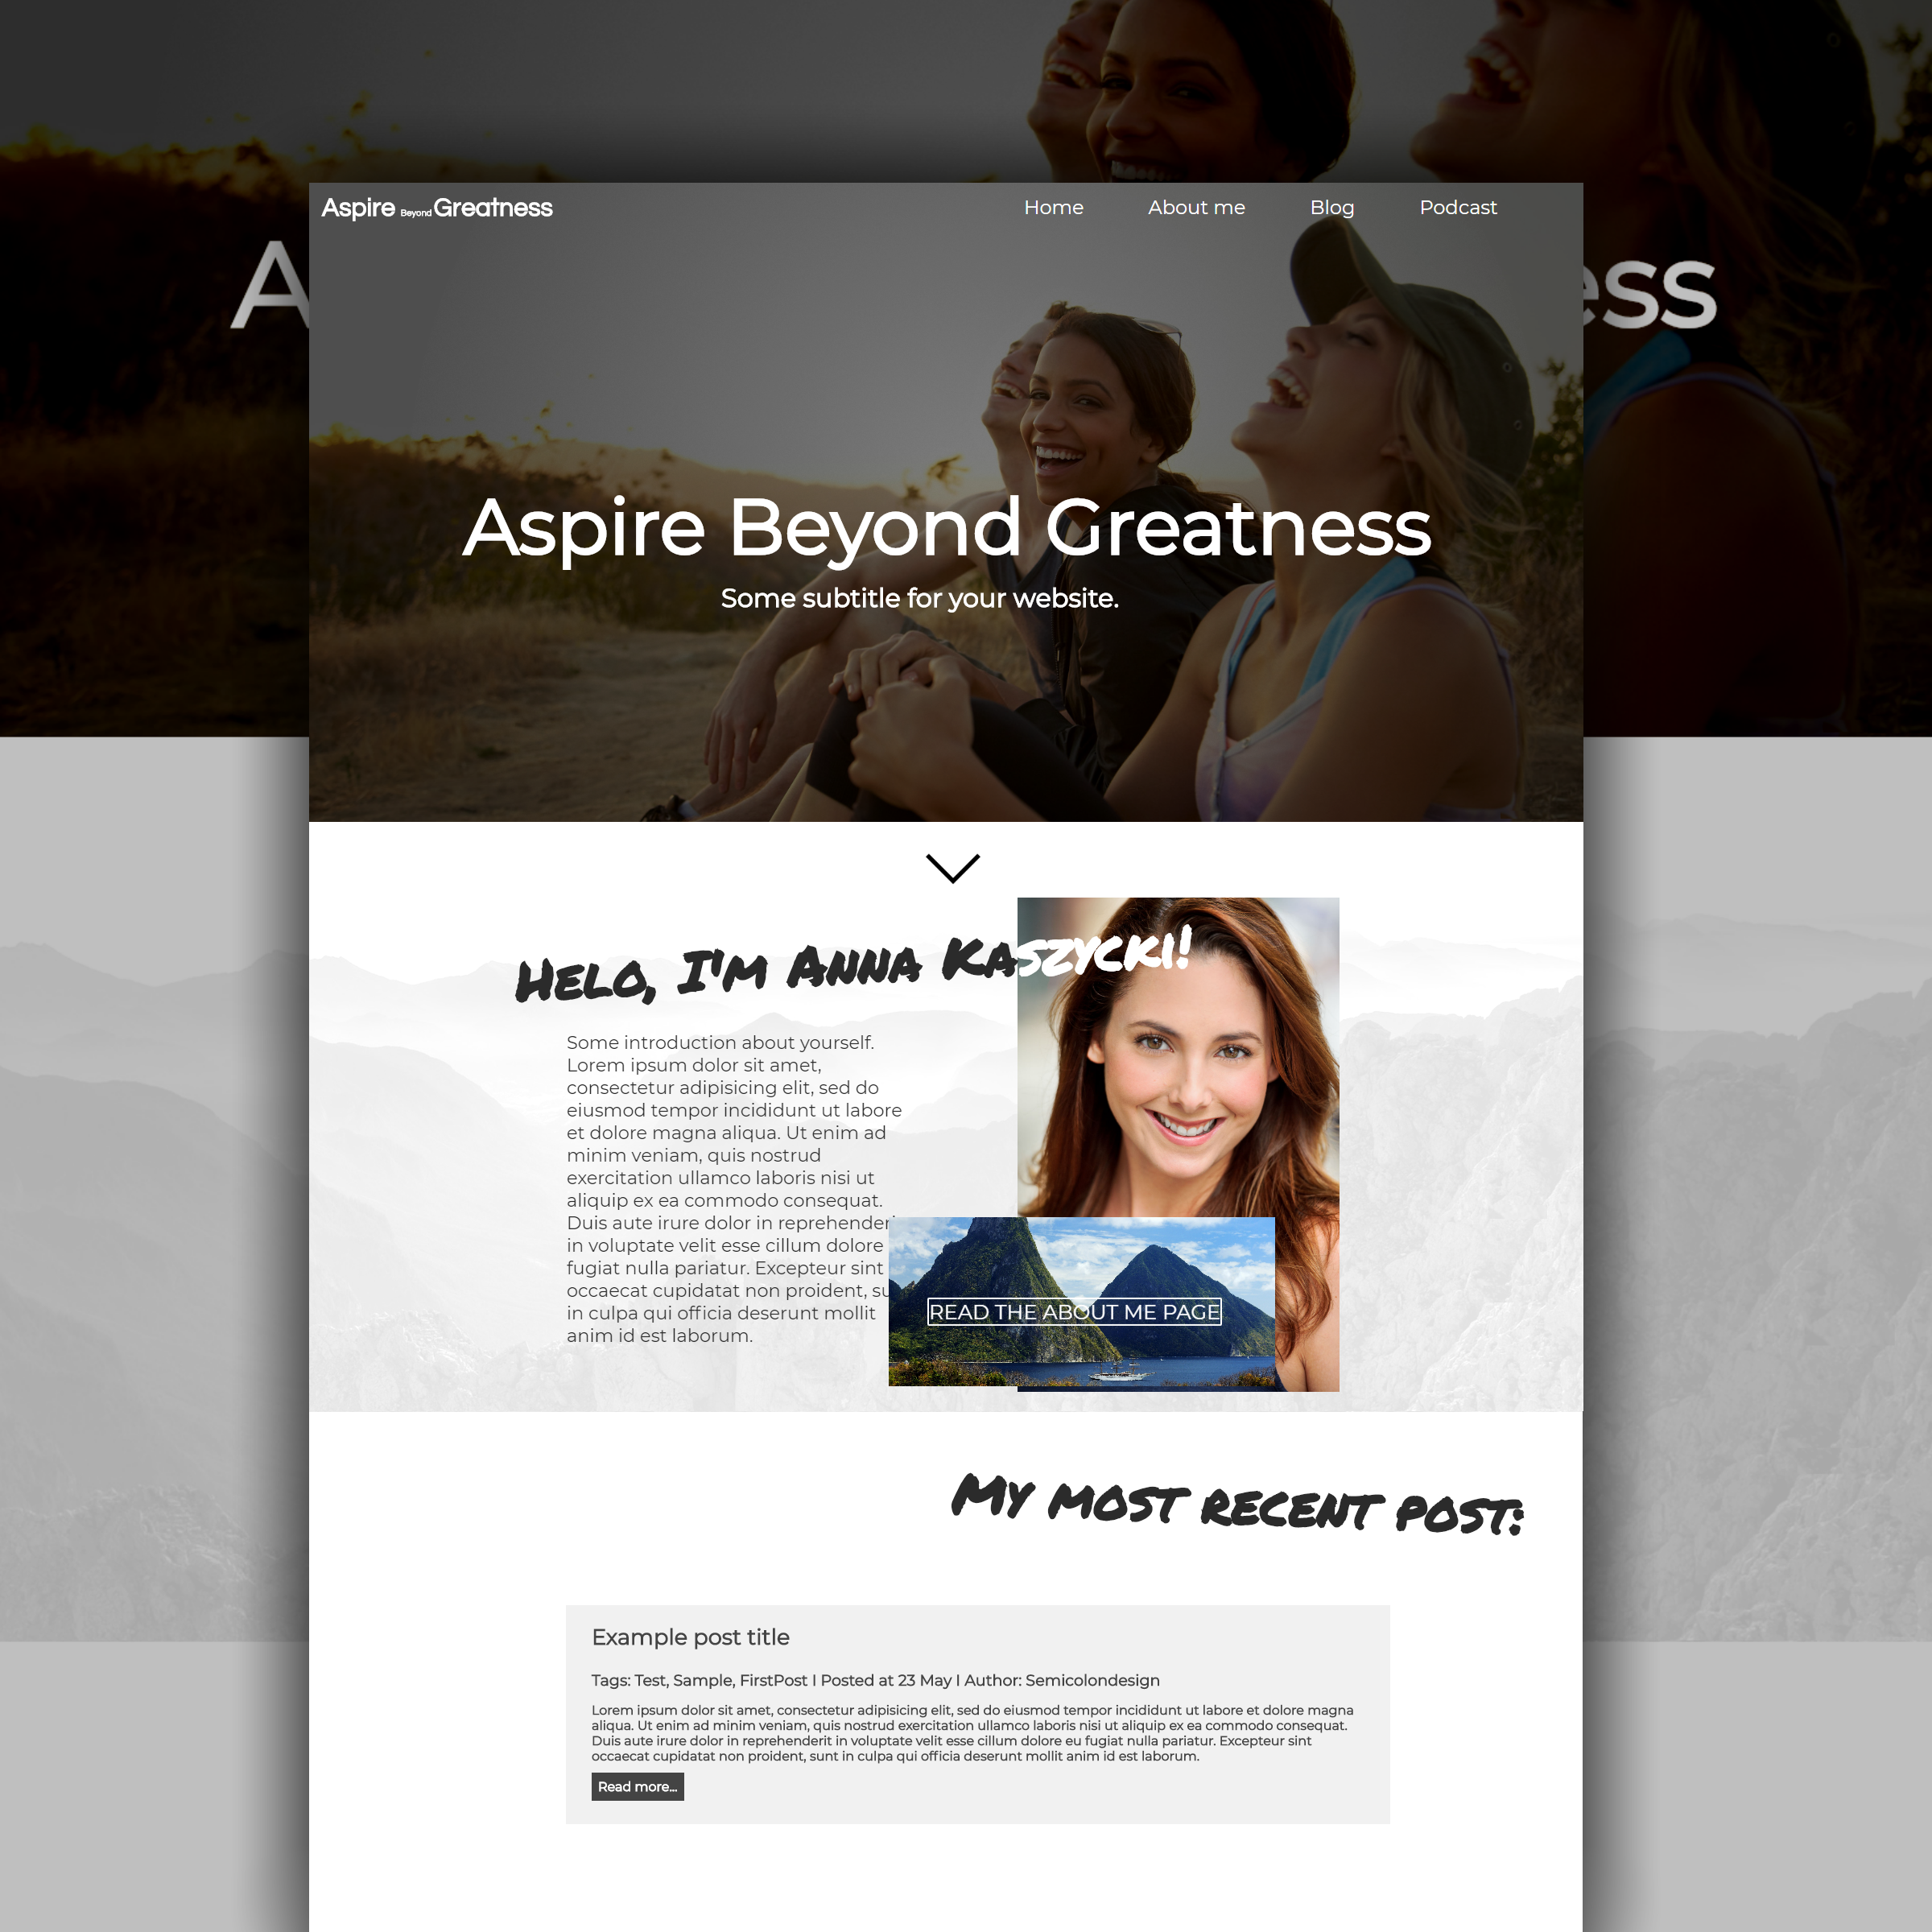 Aspire Beyond Greatness
Home About me Blog Podcast
A ess
Aspire Beyond Greatness
Some subtitle for your website.
Helo, I'm Anna Kaszycki!
Some introduction about yourself.
Lorem ipsum dolor sit amet,
consectetur adipisicing elit, sed do
eiusmod tempor incididunt ut labore
et dolore magna aliqua. Ut enim ad
minim veniam, quis nostrud
exercitation ullamco laboris nisi ut
aliquip ex ea commodo consequat.
Duis aute irure dolor in reprehenderi
in voluptate velit esse cillum dolore
fugiat nulla pariatur. Excepteur sint
occaecat cupidatat non proident, su
in culpa qui officia deserunt mollit
anim id est laborum.
READ THE ABOUT ME PAGE
My most recent post:
Example post title
Tags: Test, Sample, FirstPost | Posted at 23 May | Author: Semicolondesign
Lorem ipsum dolor sit amet, consectetur adipisicing elit, sed do eiusmod tempor incididunt ut labore et dolore magna
aliqua. Ut enim ad minim veniam, quis nostrud exercitation ullamco laboris nisi ut aliquip ex ea commodo consequat.
Duis aute irure dolor in reprehenderit in voluptate velit esse cillum dolore eu fugiat nulla pariatur. Excepteur sint
occaecat cupidatat non proident, sunt in culpa qui officia deserunt mollit anim id est laborum.
Read more...